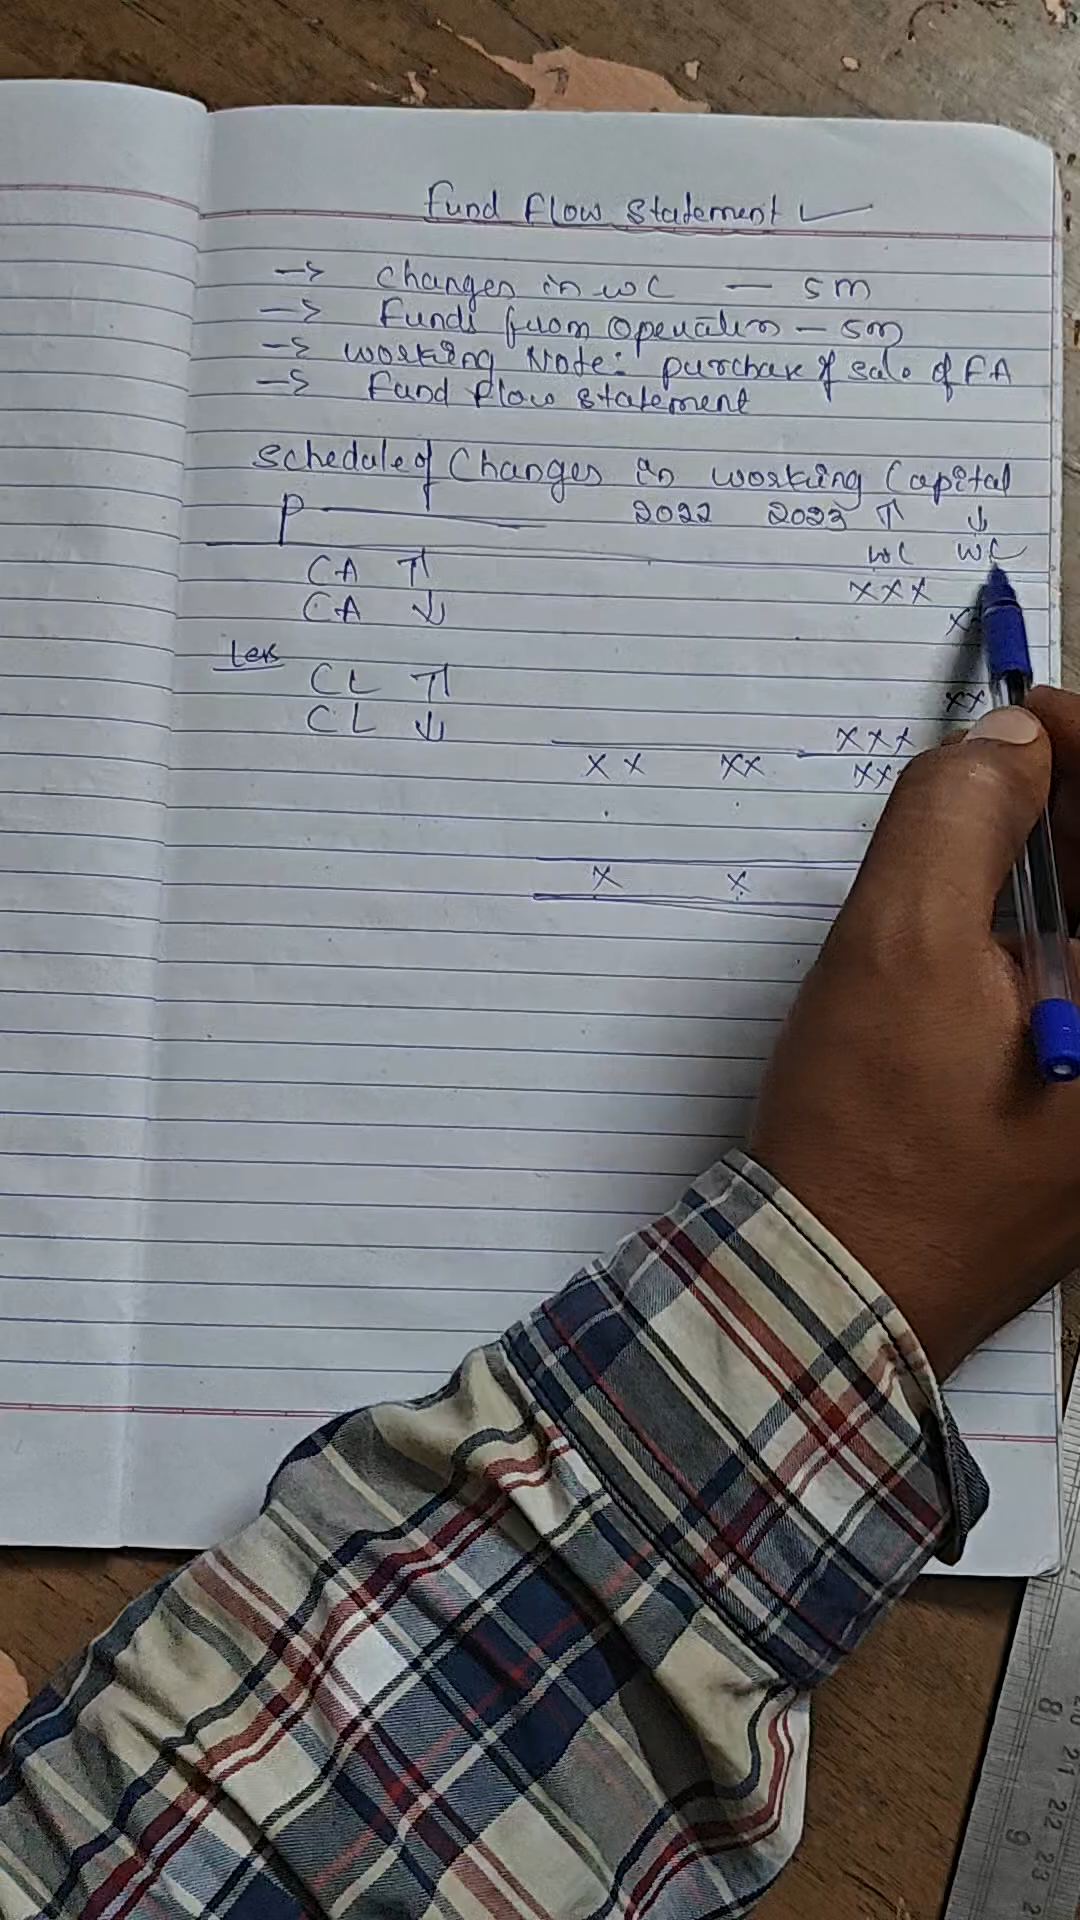 Fund Flow Statement ✓
→ Changes in WC — 5m
→ Funds from Operation — 5m
→ Working Note: purchase & sale of FA
→ Fund Flow Statement
Schedule of Changes in Working Capital
P 2022 2023 ↑ ↓
WC WC
CA ↑ xxx
CA ↓
Less
CL ↑ xx
CL ↓ xxx
xx xx
x x